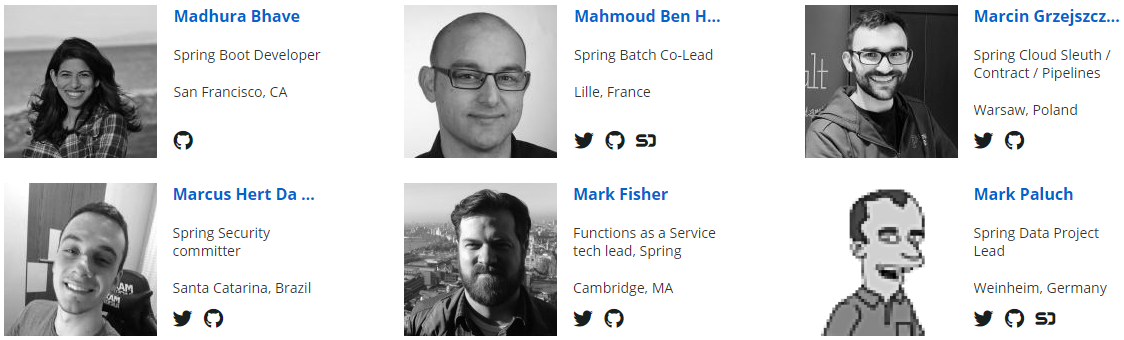 Madhura Bhave
Spring Boot Developer
San Francisco, CA
Mahmoud Ben H...
Spring Batch Co-Lead
Lille, France
Marcin Grzejszcz...
Spring Cloud Sleuth /
Contract / Pipelines
Warsaw, Poland
Marcus Hert Da ...
Spring Security
committer
Santa Catarina, Brazil
Mark Fisher
Functions as a Service
tech lead, Spring
Cambridge, MA
Mark Paluch
Spring Data Project
Lead
Weinheim, Germany